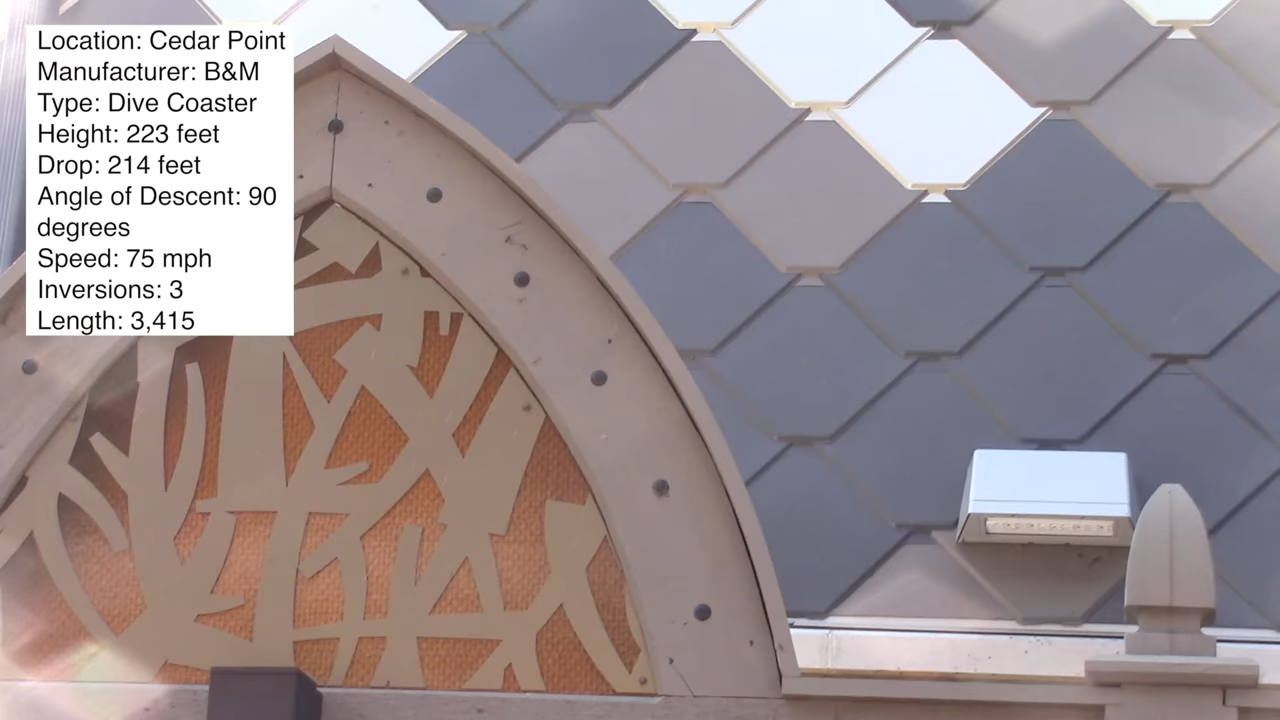 Location: Cedar Point
Manufacturer: B&M
Type: Dive Coaster
Height: 223 feet
Drop: 214 feet
Angle of Descent: 90
degrees
Speed: 75 mph
Inversions: 3
Length: 3,415